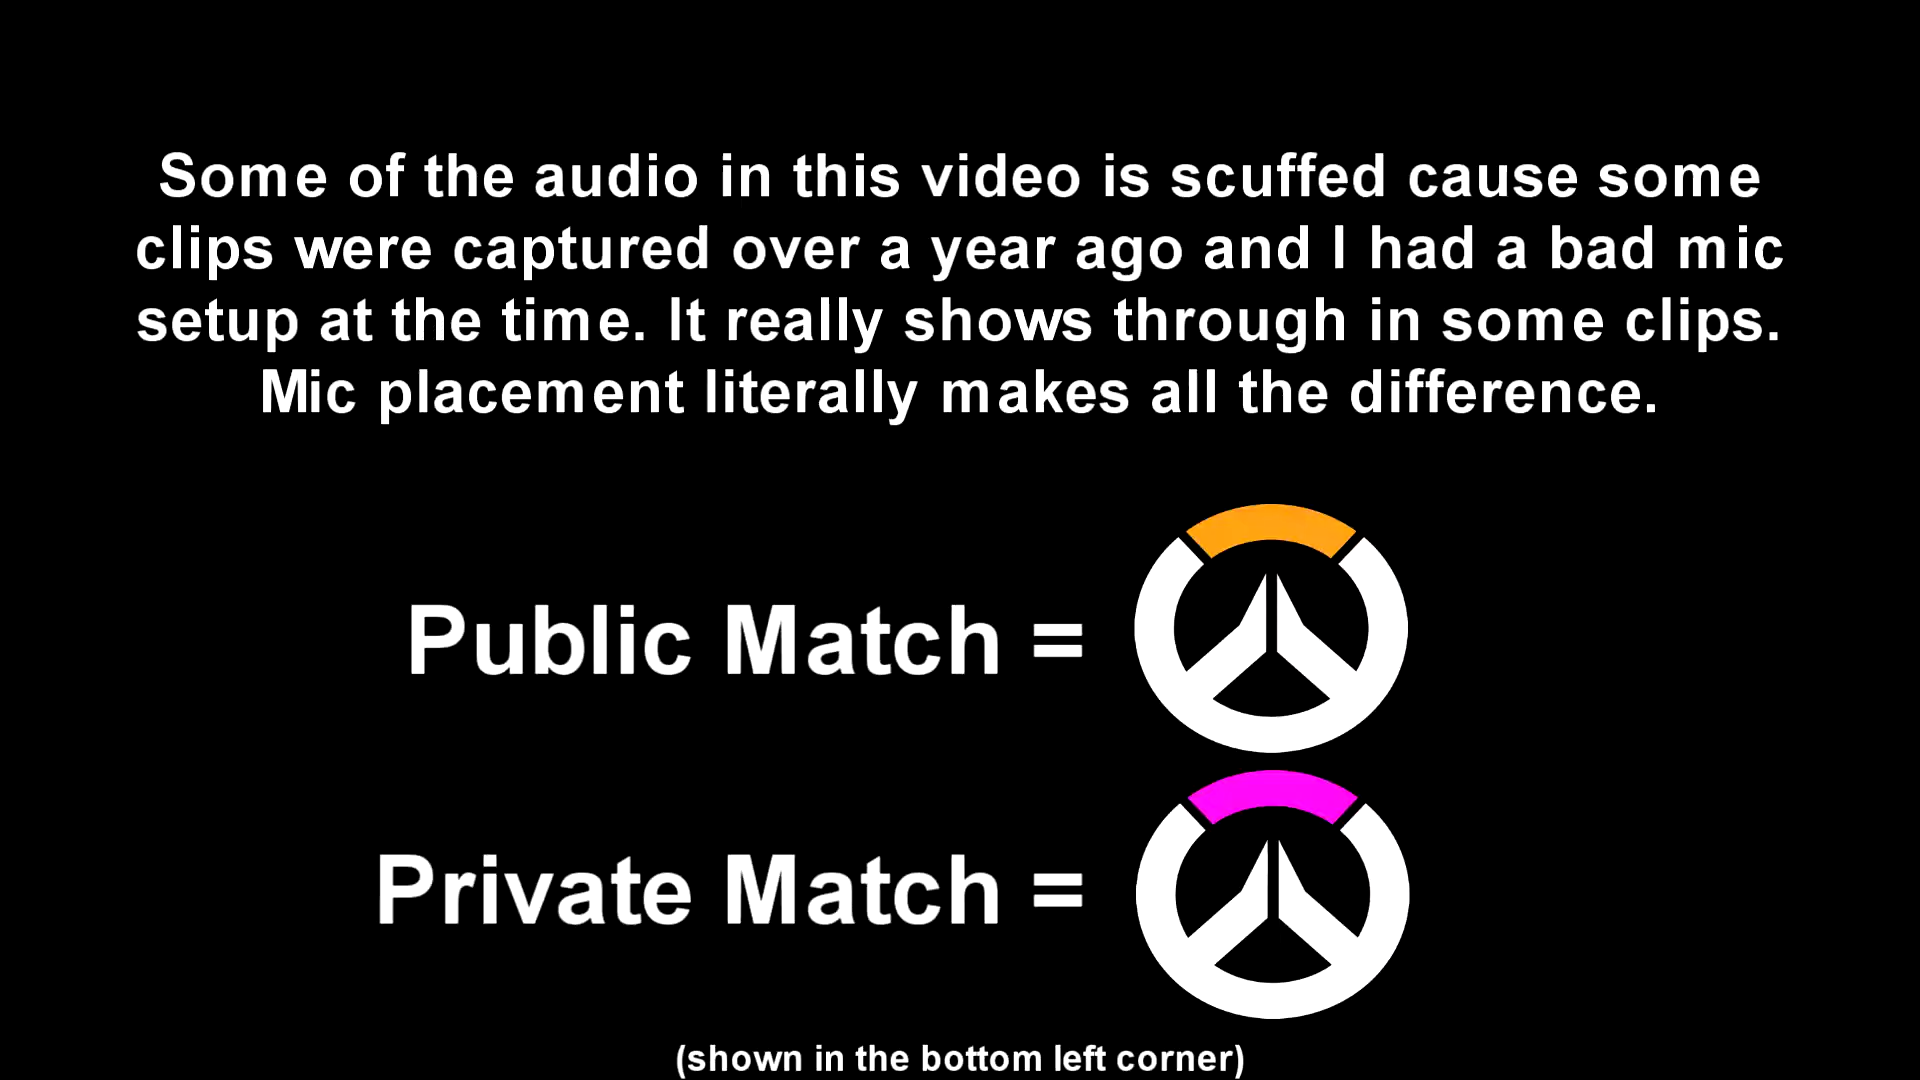 Some of the audio in this video is scuffed cause some
clips were captured over a year ago and I had a bad mic
setup at the time. It really shows through in some clips.
Mic placement literally makes all the difference.
Public Match =
Private Match =
(shown in the bottom left corner)